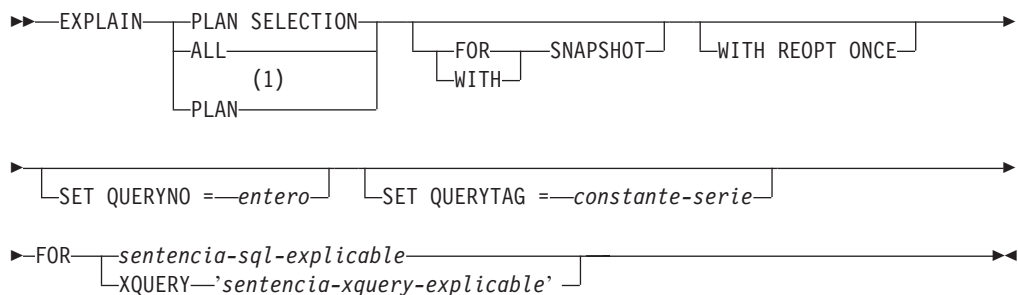 EXPLAIN PLAN SELECTION
ALL FOR SNAPSHOT WITH REOPT ONCE
(1) WITH
PLAN
SET QUERYNO = entero SET QUERYTAG = constante-serie
FOR sentencia-sql-explicable
XQUERY ’sentencia-xquery-explicable’